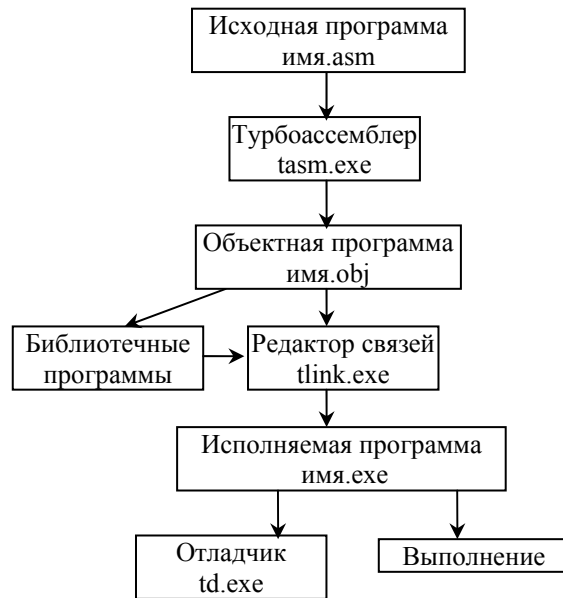 Исходная программа
имя.asm
Турбоассемблер
tasm.exe
Объектная программа
имя.obj
Библиотечные
программы
Редактор связей
tlink.exe
Исполняемая программа
имя.exe
Отладчик
td.exe
Выполнение